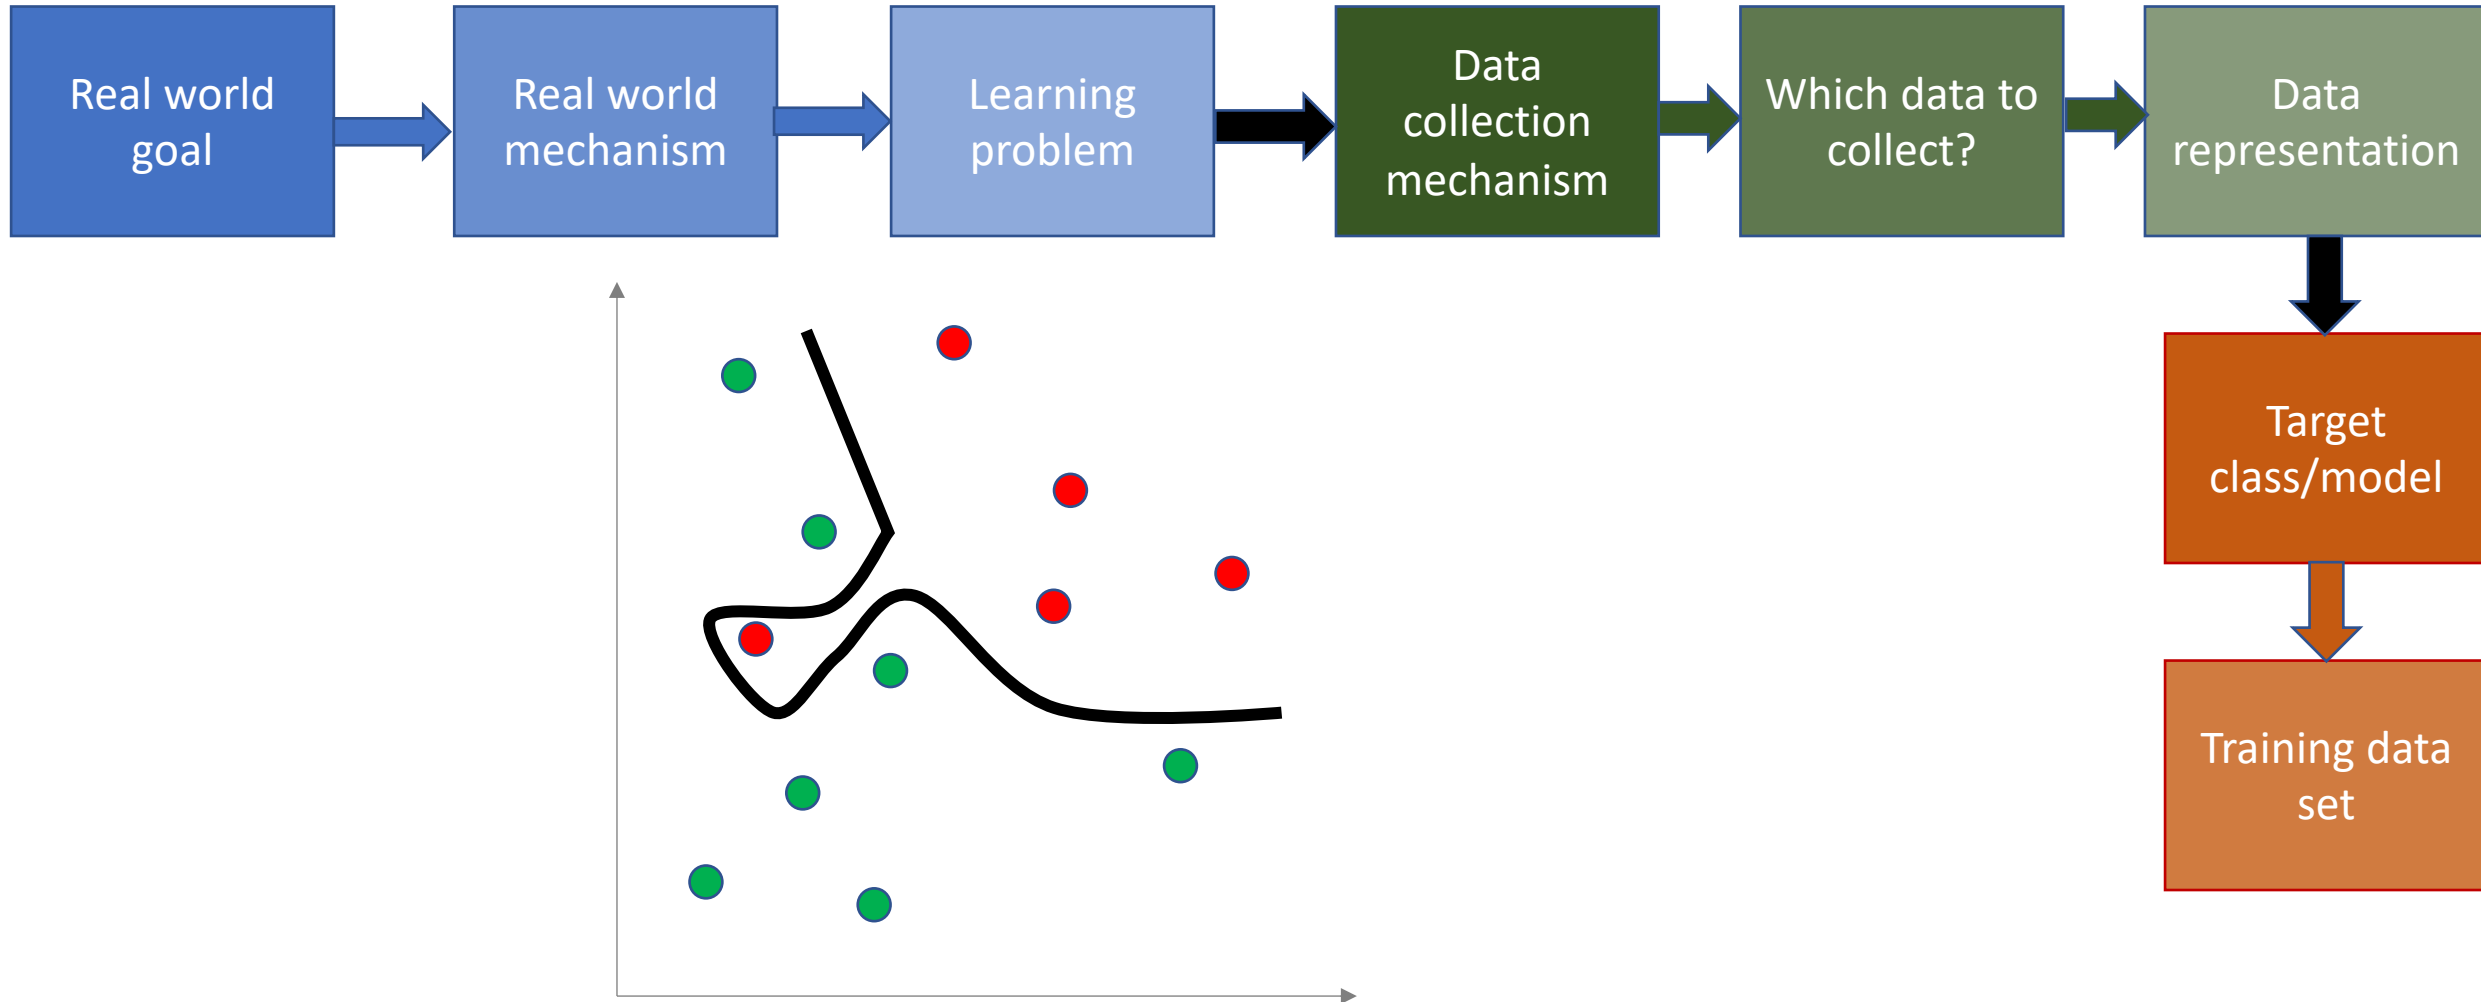 Real world
goal
Real world
mechanism
Learning
problem
Data
collection
mechanism
Which data to
collect?
Data
representation
Target
class/model
Training data
set